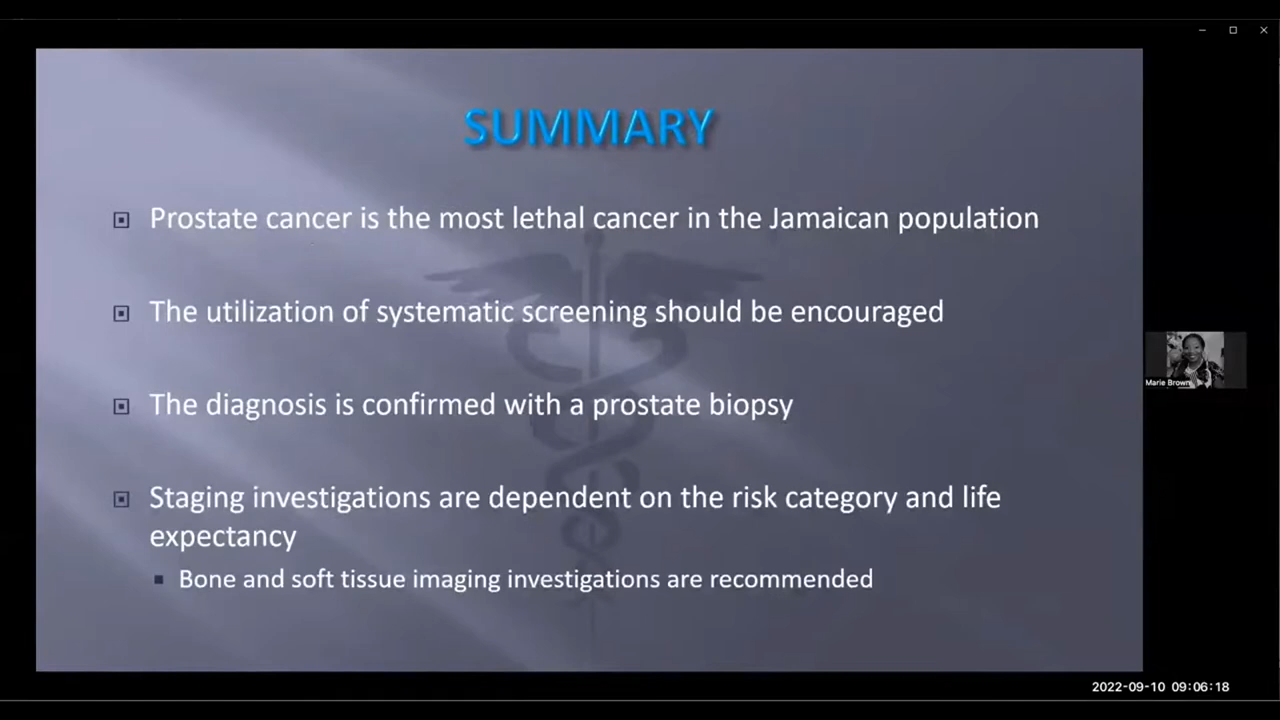 SUMMARY
Prostate cancer is the most lethal cancer in the Jamaican population
The utilization of systematic screening should be encouraged
The diagnosis is confirmed with a prostate biopsy
Staging investigations are dependent on the risk category and life
expectancy
Bone and soft tissue imaging investigations are recommended
Marie Brown
2022-09-10 09:06:18